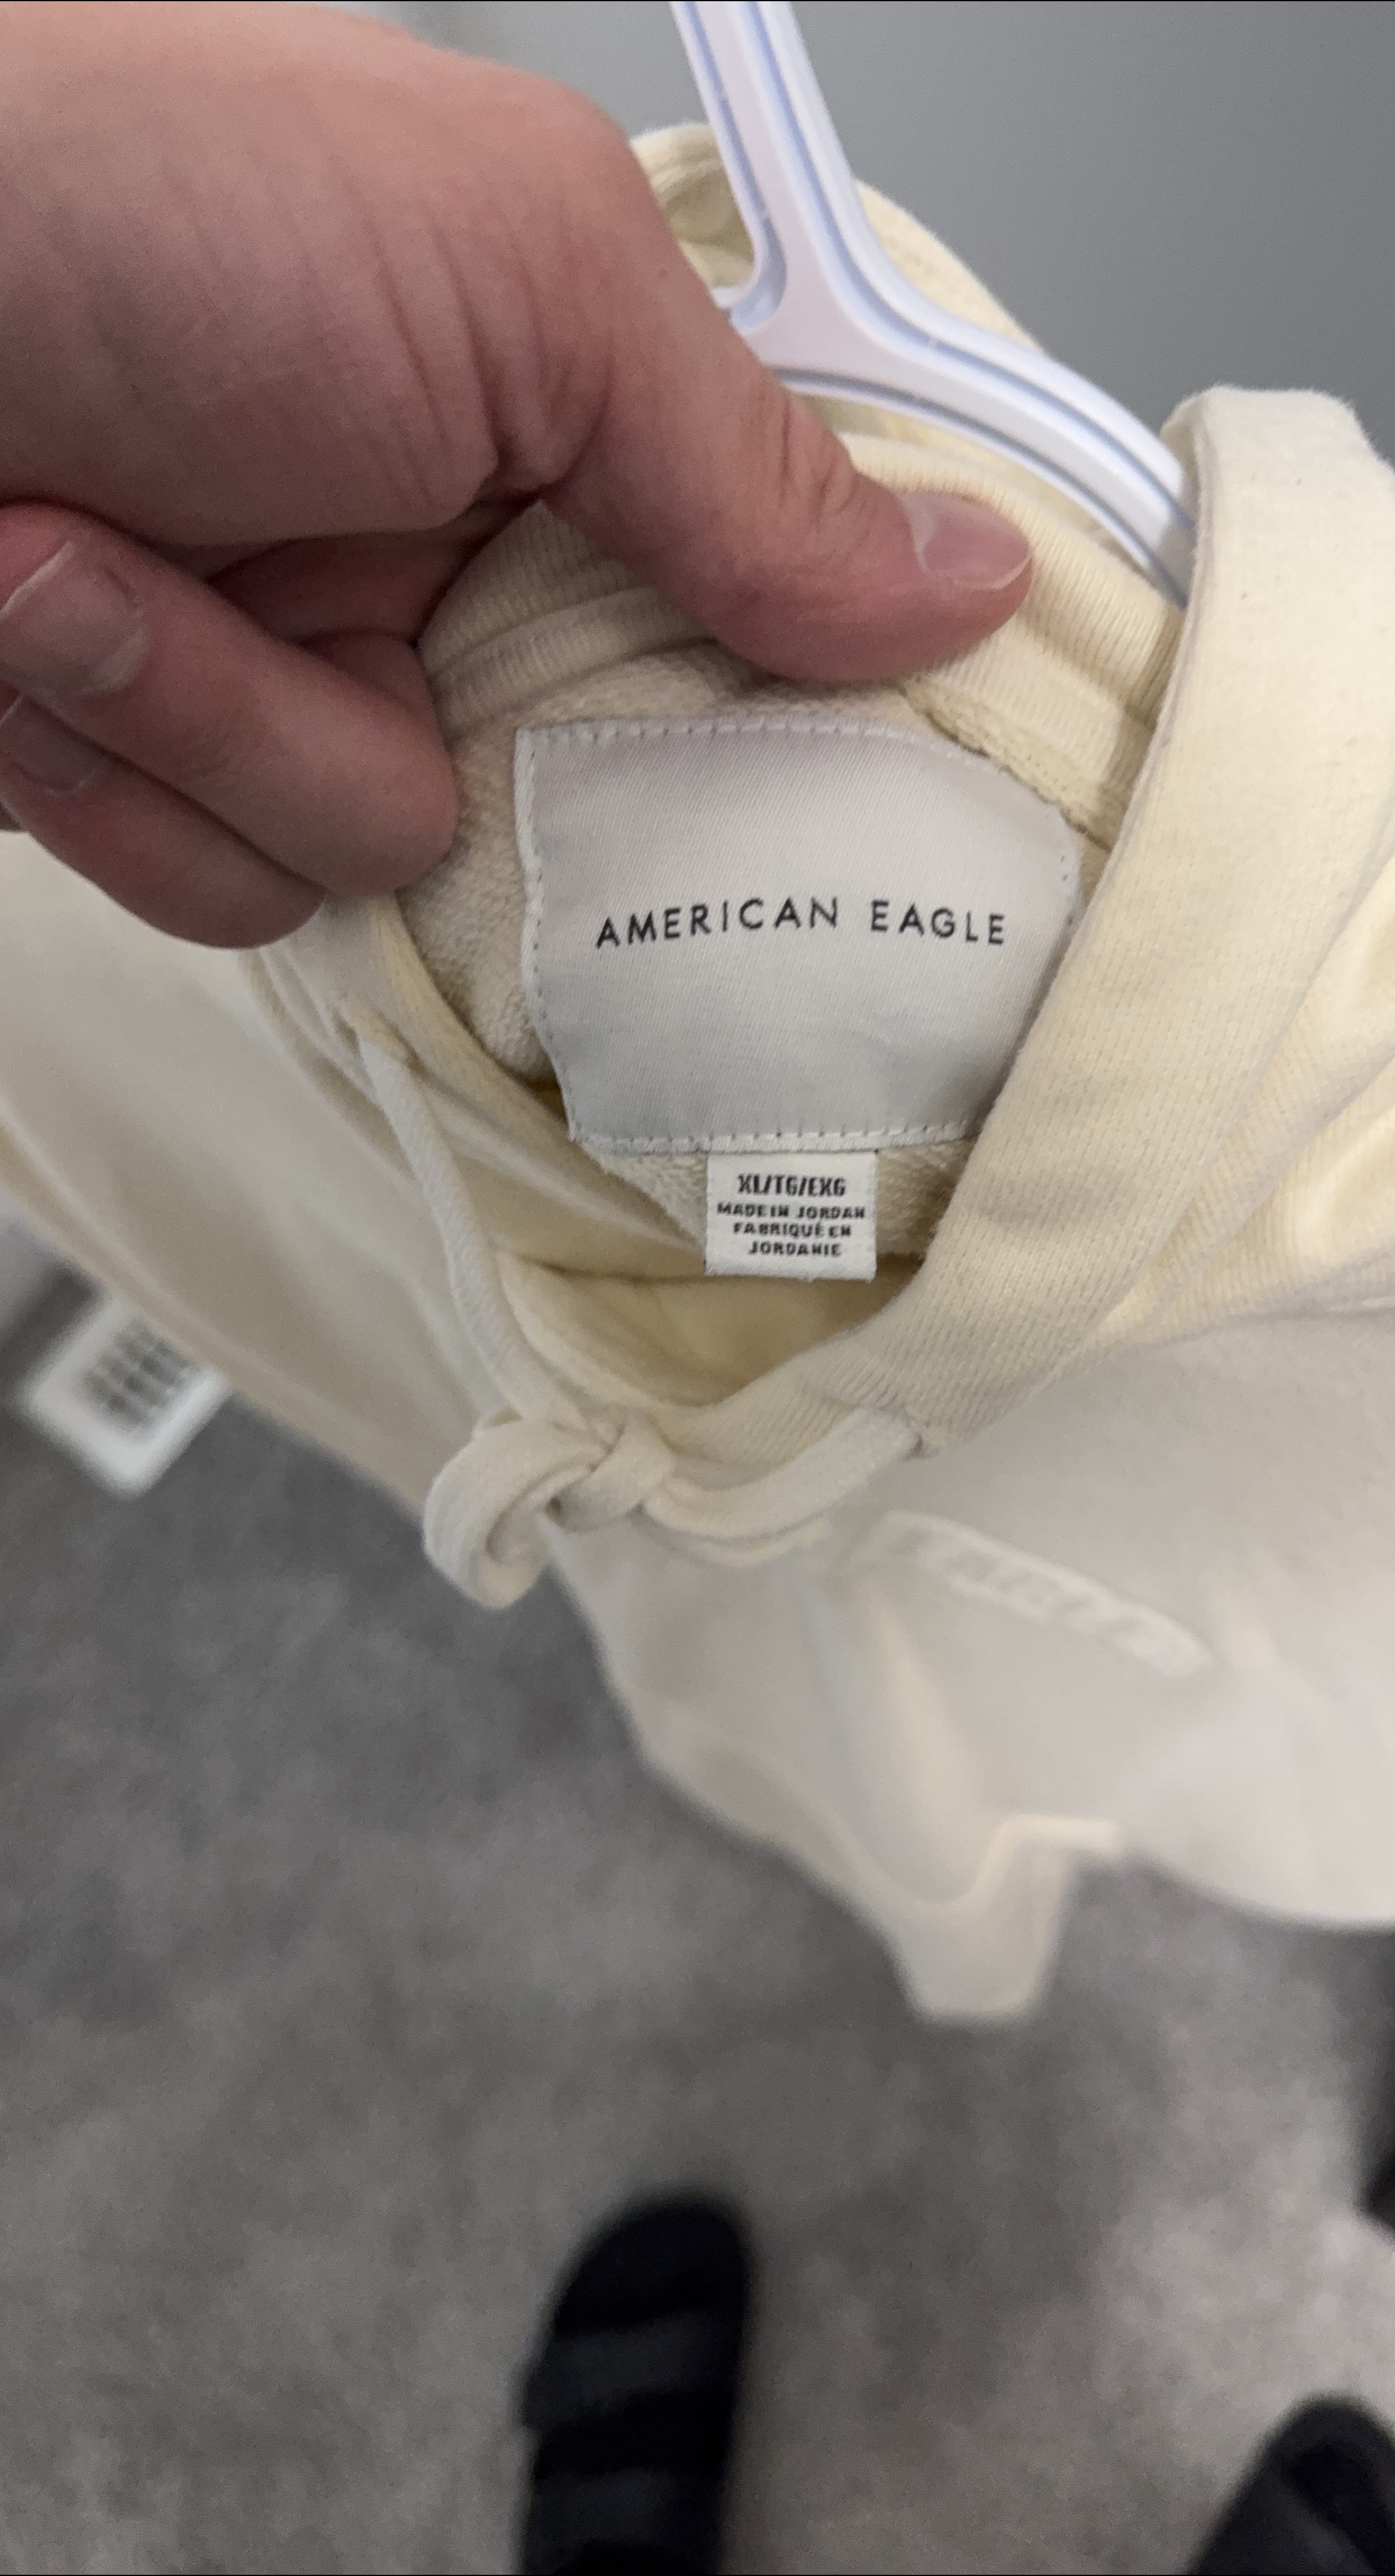 AMERICAN EAGLE
XL/TG/EXG
MADE IN JORDAN
FABRIQUÉ EN
JORDANIE